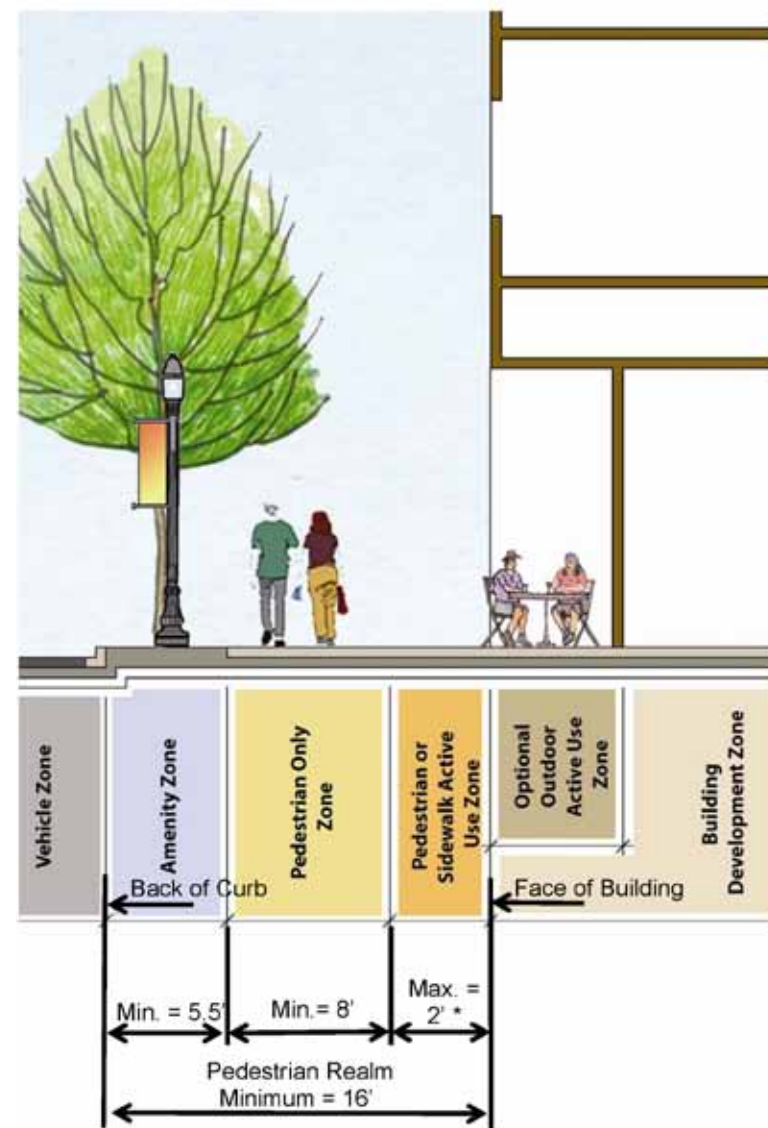 Vehicle Zone
Amenity Zone
Pedestrian Only
Zone
Pedestrian or
Sidewalk Active
Use Zone
Optional
Outdoor
Active Use
Zone
Building
Development Zone
Back of Curb
Face of Building
Min. = 5.5'
Min.= 8'
Max. =
2' *
Pedestrian Realm
Minimum = 16'